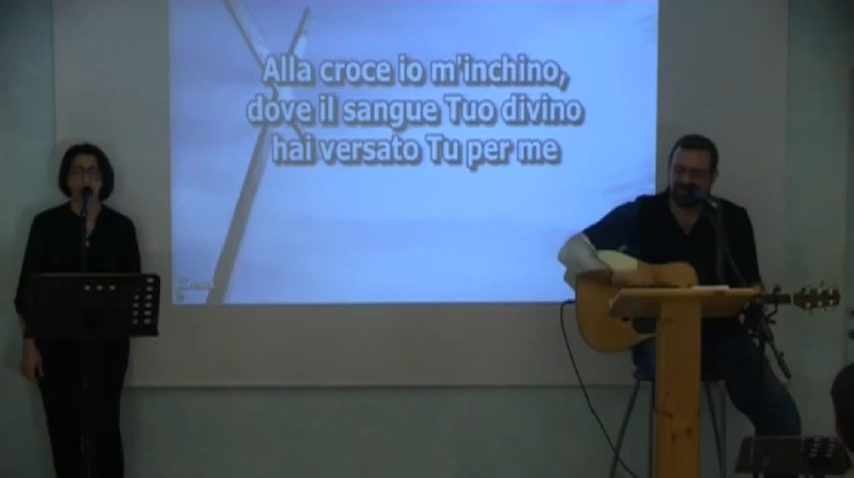 Alla croce io m'inchino,
dove il sangue Tuo divino
hai versato Tu per me